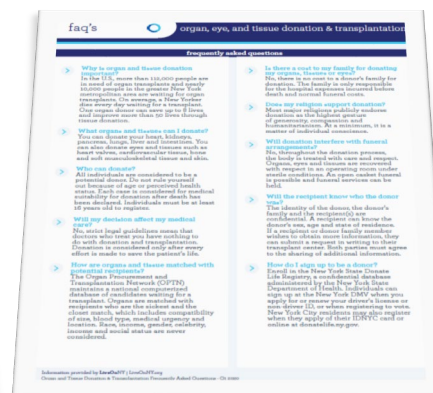 faq's
organ, eye, and tissue donation & transplantation
frequently asked questions
Why is organ and tissue donation
important?
In the U.S., more than 112,000 people are
in need of organ transplants and nearly
10,000 people in the greater New York
metropolitan area are waiting for organ
transplants. On average, a New Yorker
dies every day waiting for a transplant.
One organ donor can save up to 8 lives
and improve more than 50 lives through
tissue donation.
What organs and tissues can I donate?
You can donate your heart, kidneys,
pancreas, lungs, liver and intestines. You
can also donate eyes and tissues such as
heart valves, cardiovascular tissue, bone
and soft musculoskeletal tissue and skin.
Who can donate?
All individuals are considered to be a
potential donor. Do not rule yourself
out because of age or perceived health
status. Each case is considered for medical
suitability for donation after death has
been declared. Individuals must be at least
16 years old to register.
Will my decision affect my medical
care?
No, strict legal guidelines mean that
doctors who treat you have nothing to
do with donation and transplantation.
Donation is considered only after every
effort is made to save the patient's life.
How are organs and tissues matched with
potential recipients?
The Organ Procurement and
Transplantation Network (OPTN)
maintains a national computerized
database of candidates waiting for a
transplant. Organs are matched with
recipients who are the sickest and the
closest match, which includes compatibility
of size, blood type, medical urgency and
location. Race, income, gender, celebrity,
income and social status are never
considered.
Is there a cost to my family for donating
my organs, tissues or eyes?
No, there is no cost to a donor's family for
donation. The family is only responsible
for the hospital expenses incurred before
death and normal funeral costs.
Does my religion support donation?
Most major religions publicly endorse
donation as the highest gesture
of generosity, compassion and
humanitarianism. At a minimum, it is a
matter of individual conscience.
Will donation interfere with funeral
arrangements?
No, throughout the donation process,
the body is treated with care and respect.
Organs, eyes and tissues are recovered
with respect in an operating room under
sterile conditions. An open casket funeral
is possible and funeral services can be
held.
Will the recipient know who the donor
was?
The identity of the donor, the donor's
family and the recipient(s) are
confidential. A recipient can know the
donor's sex, age and state of residence.
If a recipient or donor family member
wishes to obtain more information, they
can submit a request in writing to their
transplant center. Both parties must agree
to the sharing of additional information.
How do I sign up to be a donor?
Enroll in the New York State Donate
Life Registry, a confidential database
administered by the New York State
Department of Health. Individuals can
sign up at the New York DMV when you
apply for or renew your driver's license or
non-driver ID, or when registering to vote.
New York City residents may also register
when they apply of their IDNYC card or
online at donatelife.ny.gov.
Information provided by LiveOnNY | LiveOnNY.org
Organ and Tissue Donation & Transplantation Frequently Asked Questions